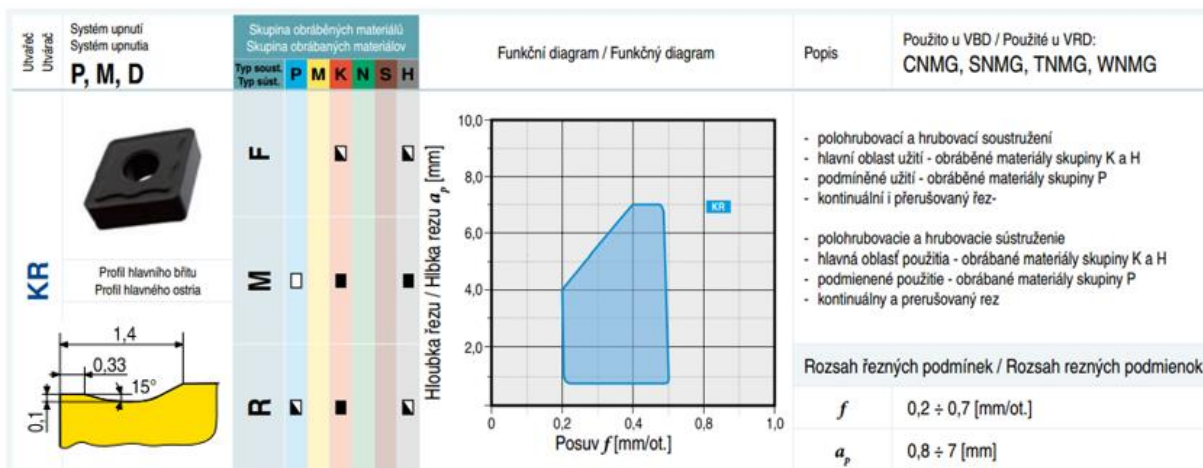 Utvařeč
Utvárač
Systém upnutí
Systém upnutia
P, M, D
Skupina obráběných materiálů
Skupina obrábaných materiálov
Typ soust.
Typ súst.
P M K N S H
Funkční diagram / Funkčný diagram
Popis
Použito u VBD / Použité u VRD:
CNMG, SNMG, TNMG, WNMG
KR
Profil hlavního břitu
Profil hlavného ostria
1,4
0,33
15°
0,1
F
M
R
Hloubka řezu / Hlbka rezu ap [mm]
10,0
8,0
6,0
4,0
2,0
0
0 0,2 0,4 0,8 1,0
Posuv f [mm/ot.]
KR
- polohrubovací a hrubovací soustružení
- hlavní oblast užití - obráběné materiály skupiny K a H
- podmíněné užití - obráběné materiály skupiny P
- kontinuální i přerušovaný řez-
- polohrubovacie a hrubovacie sústruženie
- hlavná oblasť použitia - obrábané materiály skupiny K a H
- podmienené použitie - obrábané materiály skupiny P
- kontinuálny a prerušovaný rez
Rozsah řezných podmínek / Rozsah rezných podmienok
f 0,2 ÷ 0,7 [mm/ot.]
ap 0,8 ÷ 7 [mm]